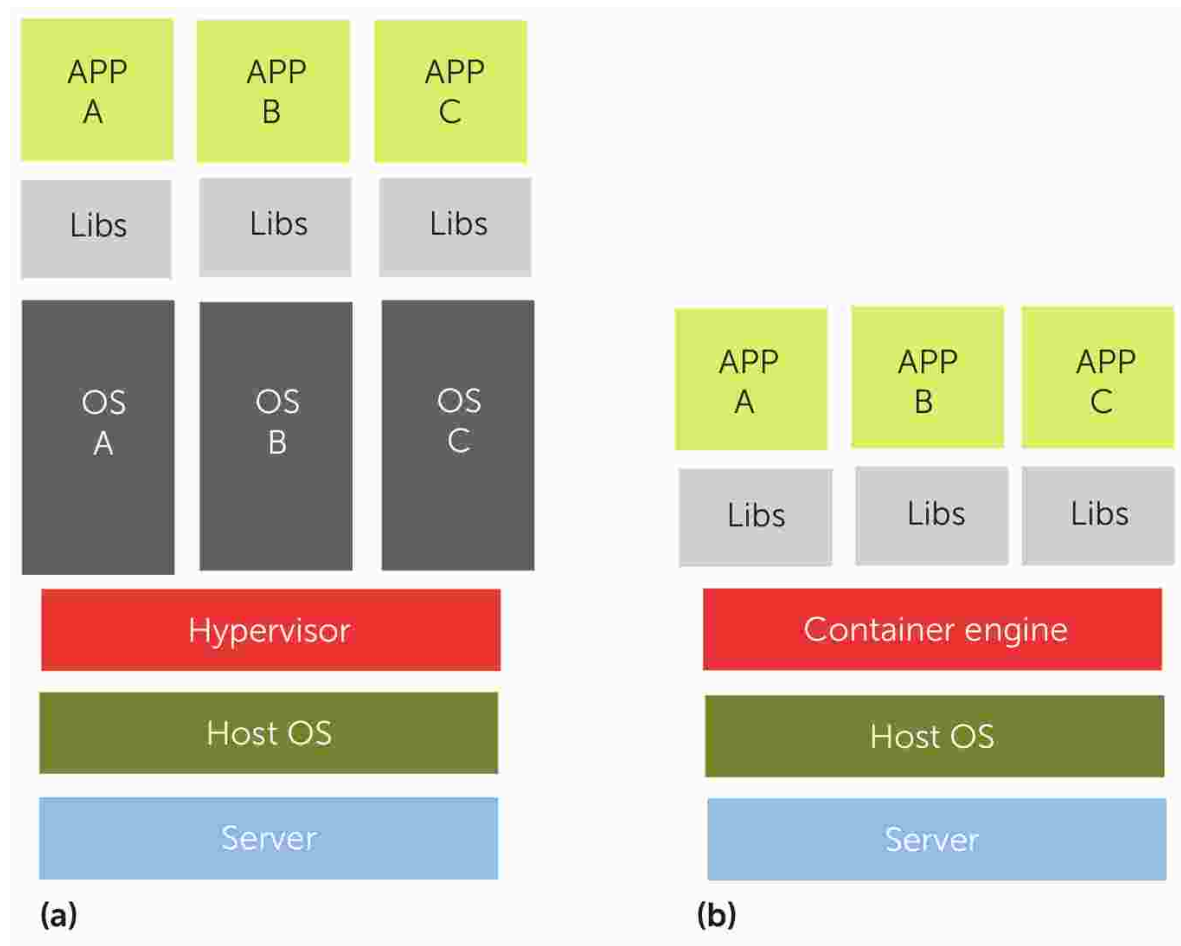 APP
A
APP
B
APP
C
Libs
Libs
Libs
OS
A
OS
B
OS
C
Hypervisor
Host OS
Server
(a)
APP
A
APP
B
APP
C
Libs
Libs
Libs
Container engine
Host OS
Server
(b)